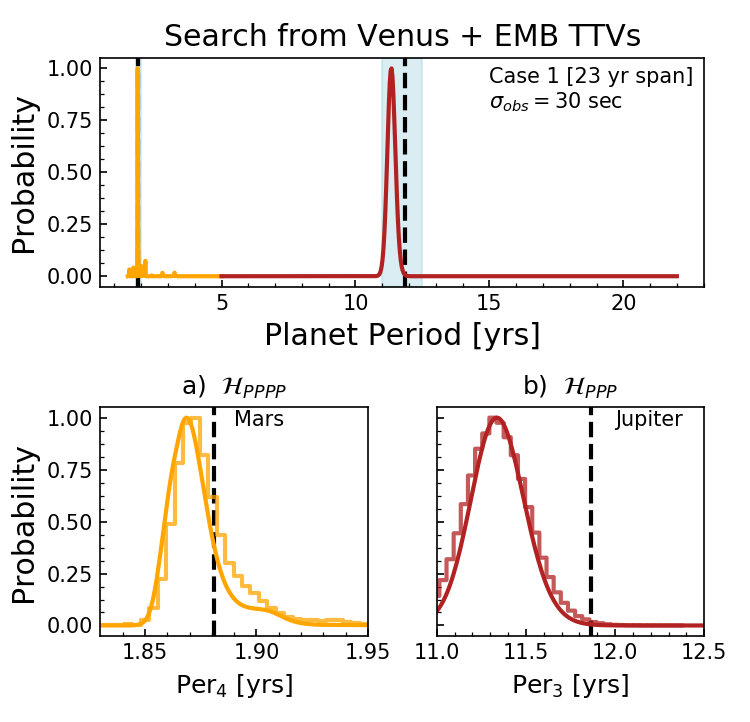 Search from Venus + EMB TTVs
Case 1 [23 yr span]
σ_obs = 30 sec
Probability
1.00
0.75
0.50
0.25
0.00
5 10 15 20
Planet Period [yrs]
a) ℋ_PPPP
Mars
Probability
1.00
0.75
0.50
0.25
0.00
1.85 1.90 1.95
Per₄ [yrs]
b) ℋ_PPP
Jupiter
11.0 11.5 12.0 12.5
Per₃ [yrs]